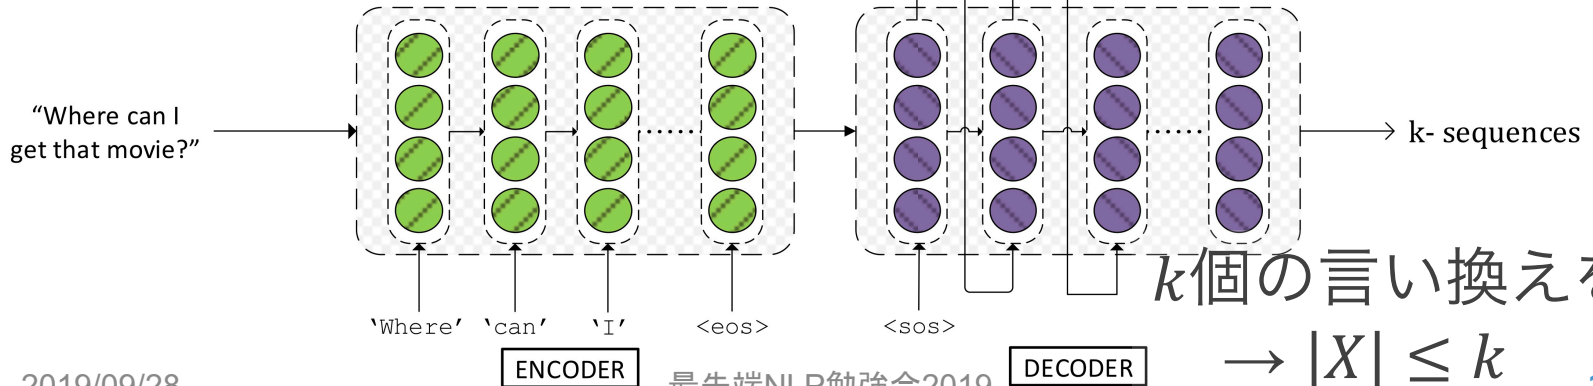 “Where can I
get that movie?”
k- sequences
k個の言い換えを
→ |X| ≤ k
‘Where’ ‘can’ ‘I’ <eos> <sos>
ENCODER DECODER
2019/09/28 最先端NLP勉強会2019